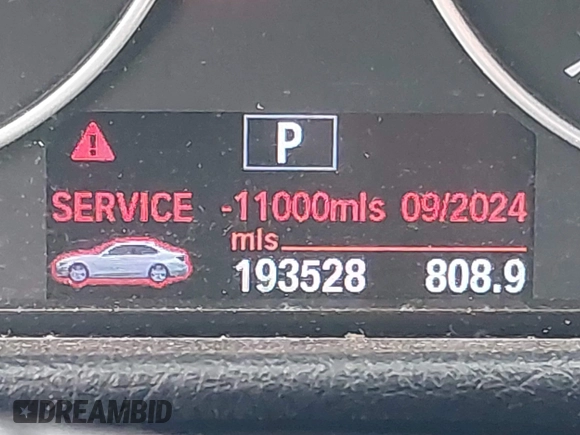 P
SERVICE -11000mls 09/2024
mls
193528 808.9
DREAMBID